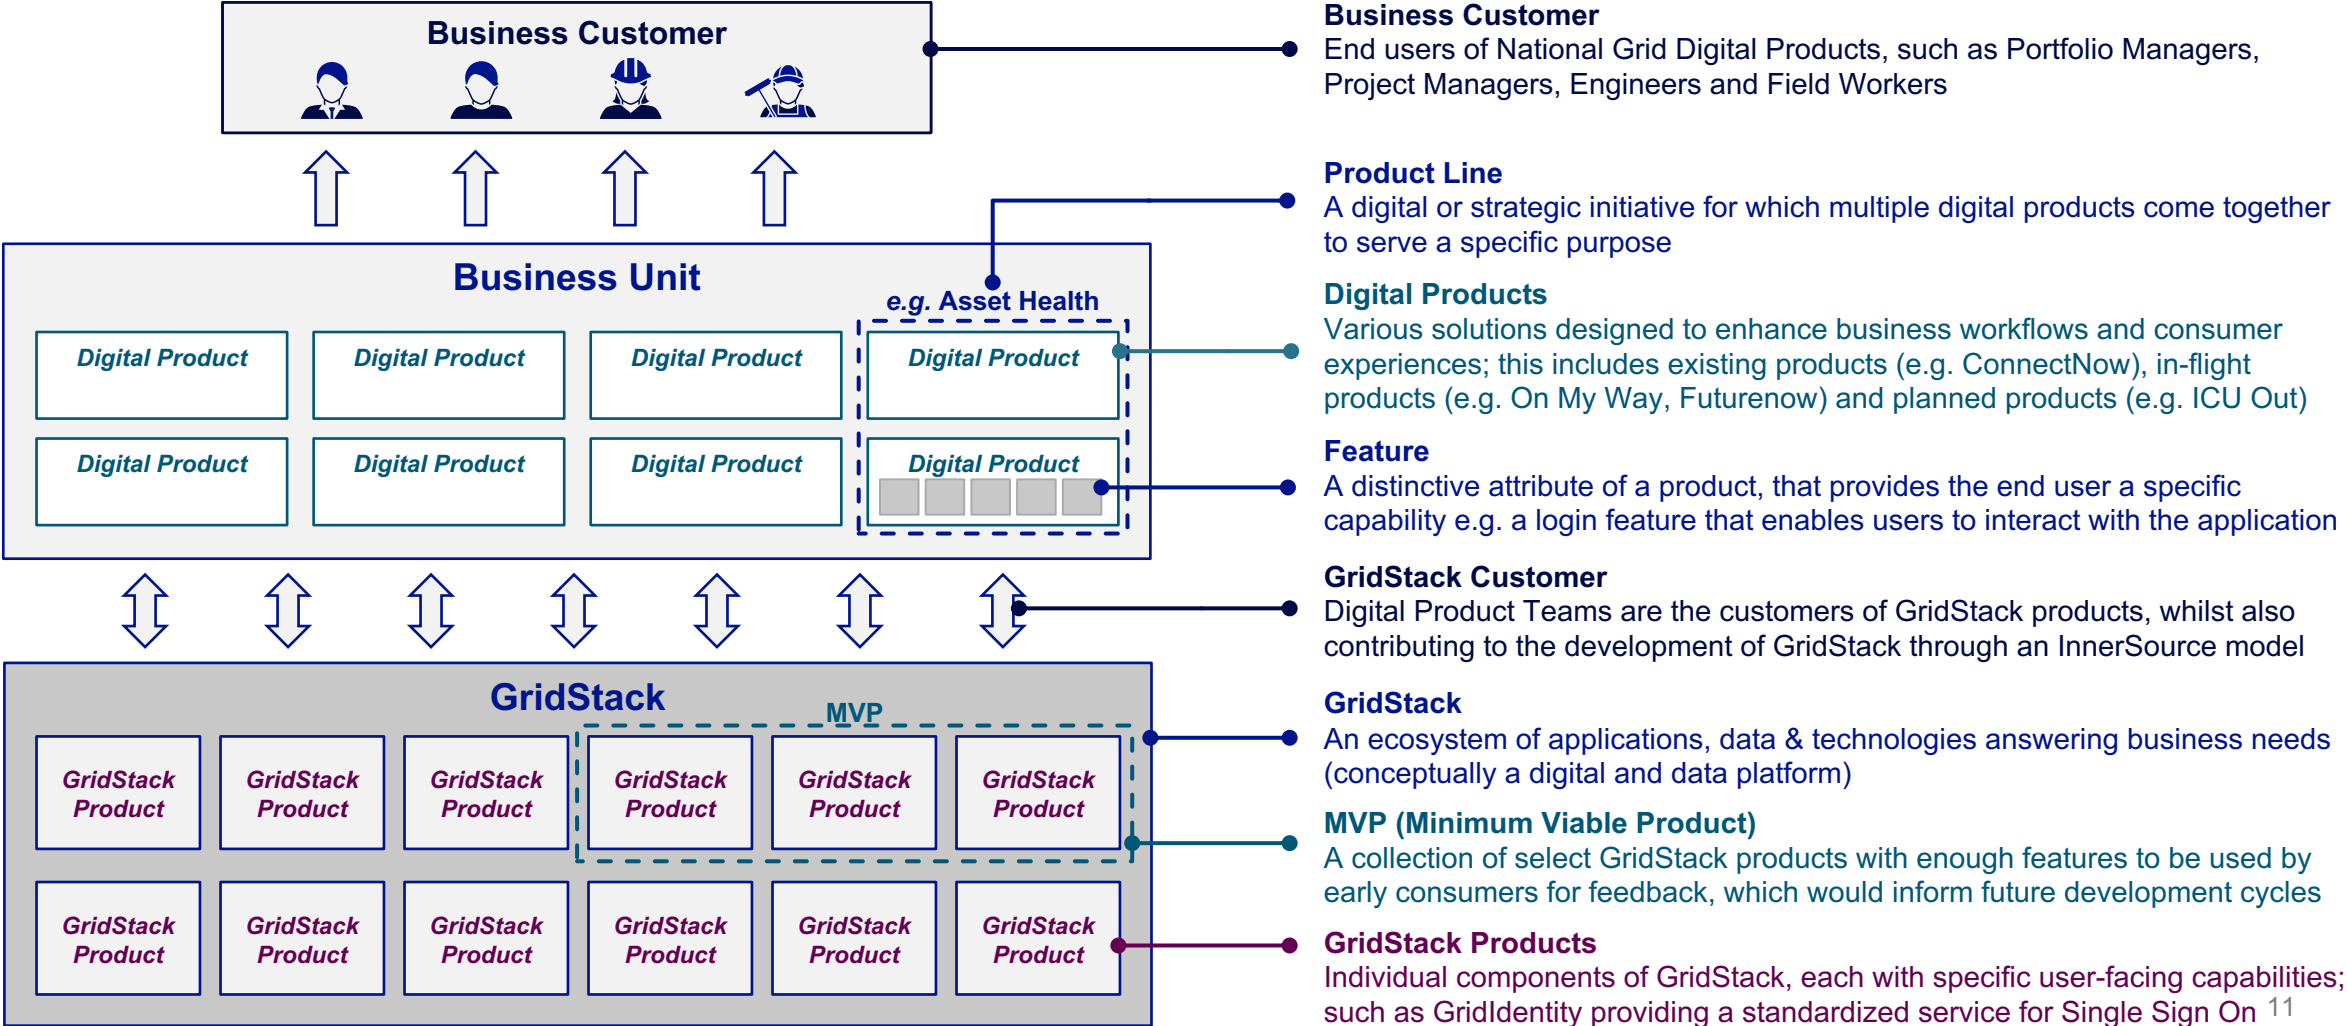 Business Customer
Business Unit
e.g. Asset Health
Digital Product
Digital Product
Digital Product
Digital Product
Digital Product
Digital Product
Digital Product
Digital Product
GridStack
MVP
GridStack
Product
GridStack
Product
GridStack
Product
GridStack
Product
GridStack
Product
GridStack
Product
GridStack
Product
GridStack
Product
GridStack
Product
GridStack
Product
GridStack
Product
GridStack
Product
Business Customer
End users of National Grid Digital Products, such as Portfolio Managers,
Project Managers, Engineers and Field Workers
Product Line
A digital or strategic initiative for which multiple digital products come together
to serve a specific purpose
Digital Products
Various solutions designed to enhance business workflows and consumer
experiences; this includes existing products (e.g. ConnectNow), in-flight
products (e.g. On My Way, Futurenow) and planned products (e.g. ICU Out)
Feature
A distinctive attribute of a product, that provides the end user a specific
capability e.g. a login feature that enables users to interact with the application
GridStack Customer
Digital Product Teams are the customers of GridStack products, whilst also
contributing to the development of GridStack through an InnerSource model
GridStack
An ecosystem of applications, data & technologies answering business needs
(conceptually a digital and data platform)
MVP (Minimum Viable Product)
A collection of select GridStack products with enough features to be used by
early consumers for feedback, which would inform future development cycles
GridStack Products
Individual components of GridStack, each with specific user-facing capabilities;
such as GridIdentity providing a standardized service for Single Sign On
11